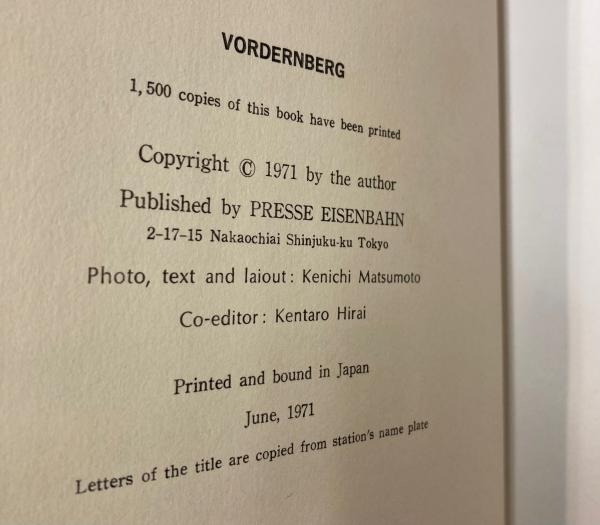 VORDERNBERG
1,500 copies of this book have been printed
Copyright © 1971 by the author
Published by PRESSE EISENBAHN
2-17-15 Nakaochiai Shinjuku-ku Tokyo
Photo, text and laiout: Kenichi Matsumoto
Co-editor: Kentaro Hirai
Printed and bound in Japan
June, 1971
Letters of the title are copied from station's name plate